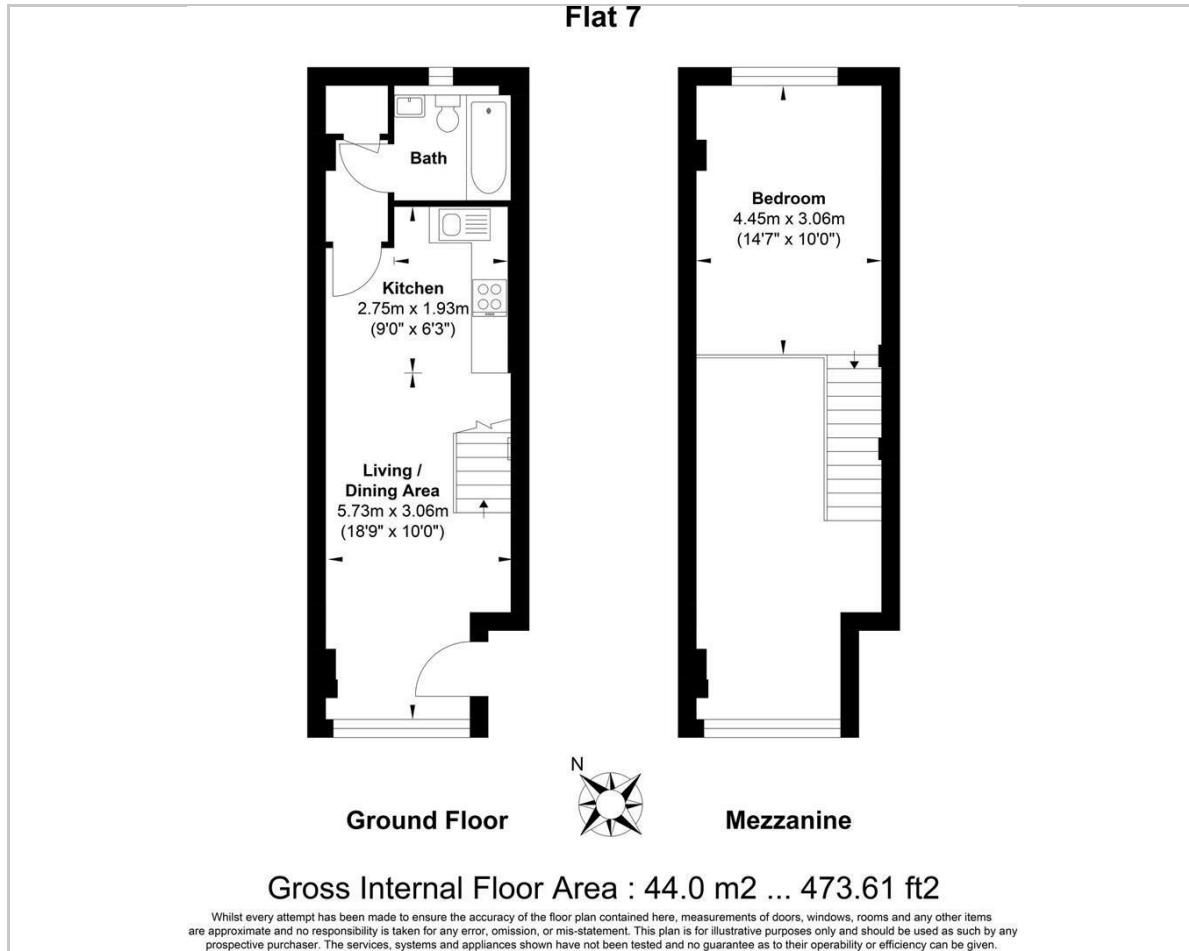 Flat 7
Bath
Kitchen
2.75m x 1.93m
(9'0" x 6'3")
Living /
Dining Area
5.73m x 3.06m
(18'9" x 10'0")
Bedroom
4.45m x 3.06m
(14'7" x 10'0")
N
Ground Floor
Mezzanine
Gross Internal Floor Area : 44.0 m2 ... 473.61 ft2
Whilst every attempt has been made to ensure the accuracy of the floor plan contained here, measurements of doors, windows, rooms and any other items
are approximate and no responsibility is taken for any error, omission, or mis-statement. This plan is for illustrative purposes only and should be used as such by any
prospective purchaser. The services, systems and appliances shown have not been tested and no guarantee as to their operability or efficiency can be given.